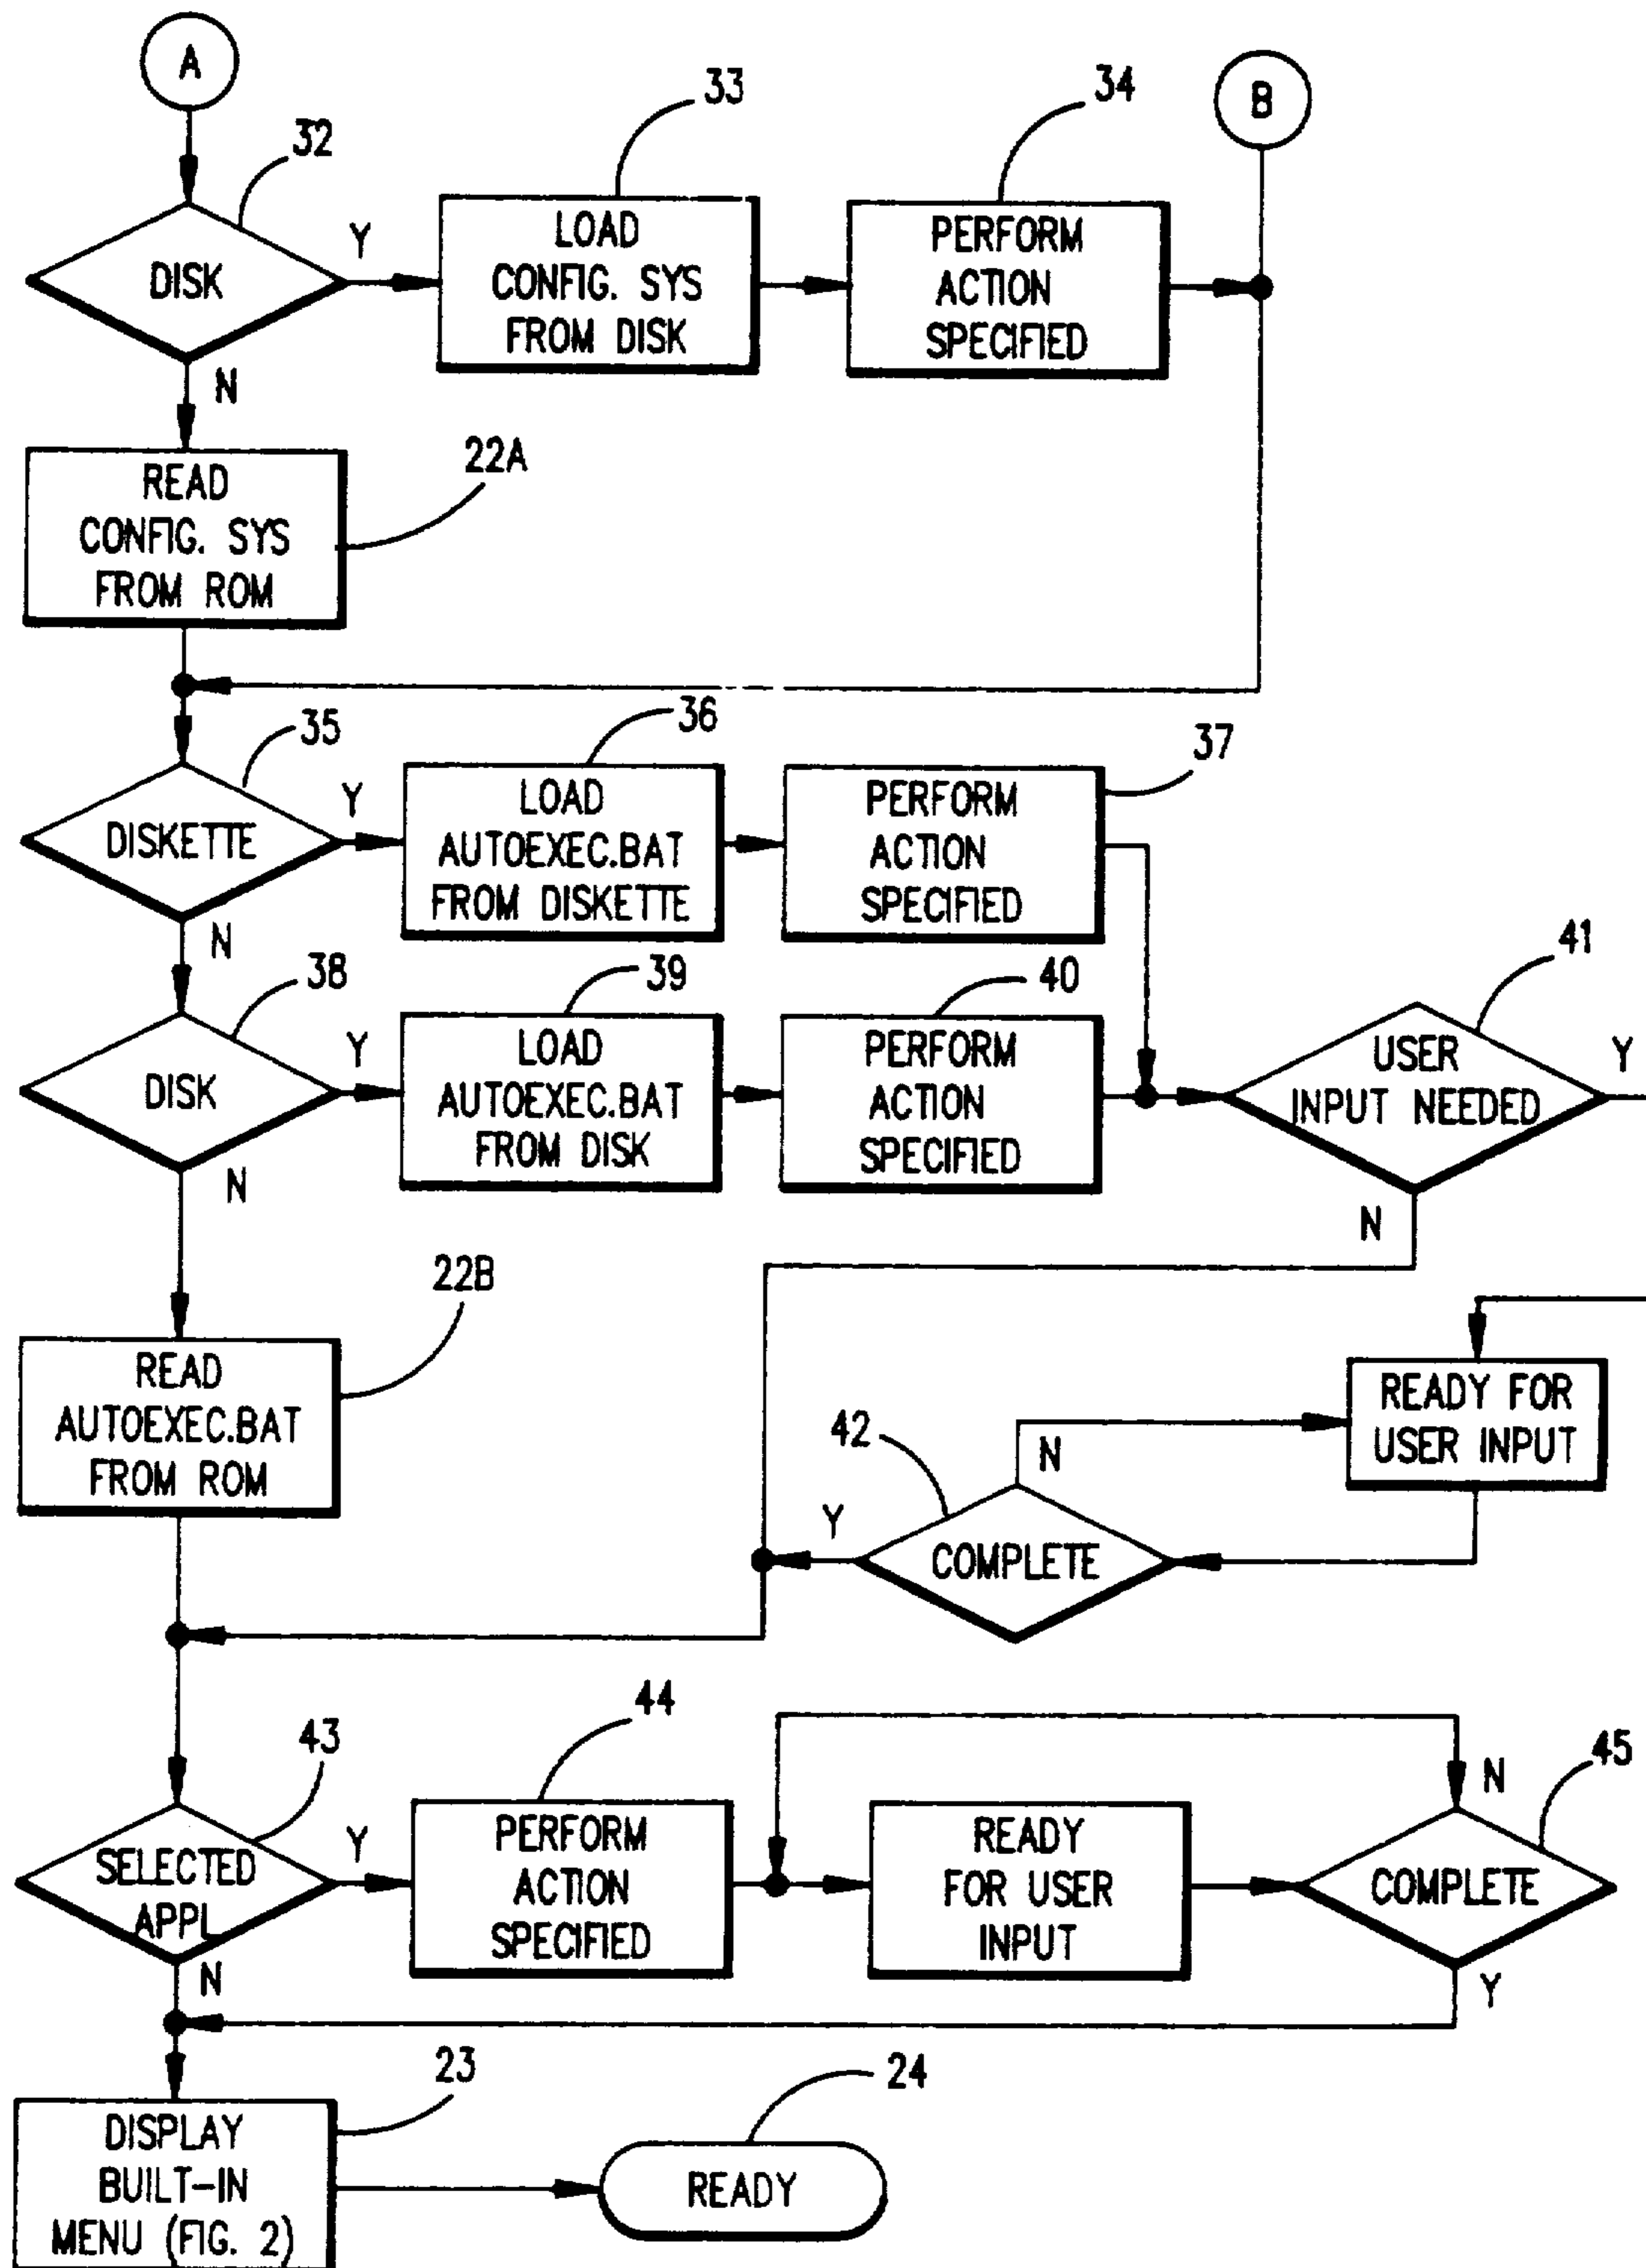 A
B
32
33
34
DISK
Y
N
LOAD
CONFIG. SYS
FROM DISK
PERFORM
ACTION
SPECIFIED
22A
READ
CONFIG. SYS
FROM ROM
35
36
37
DISKETTE
Y
N
LOAD
AUTOEXEC.BAT
FROM DISKETTE
PERFORM
ACTION
SPECIFIED
38
39
40
41
DISK
Y
N
LOAD
AUTOEXEC.BAT
FROM DISK
PERFORM
ACTION
SPECIFIED
USER
INPUT NEEDED
Y
N
22B
READ
AUTOEXEC.BAT
FROM ROM
READY FOR
USER INPUT
42
N
Y
COMPLETE
43
44
45
SELECTED
APPL
Y
N
PERFORM
ACTION
SPECIFIED
READY
FOR USER
INPUT
N
COMPLETE
Y
23
24
DISPLAY
BUILT-IN
MENU (FIG. 2)
READY